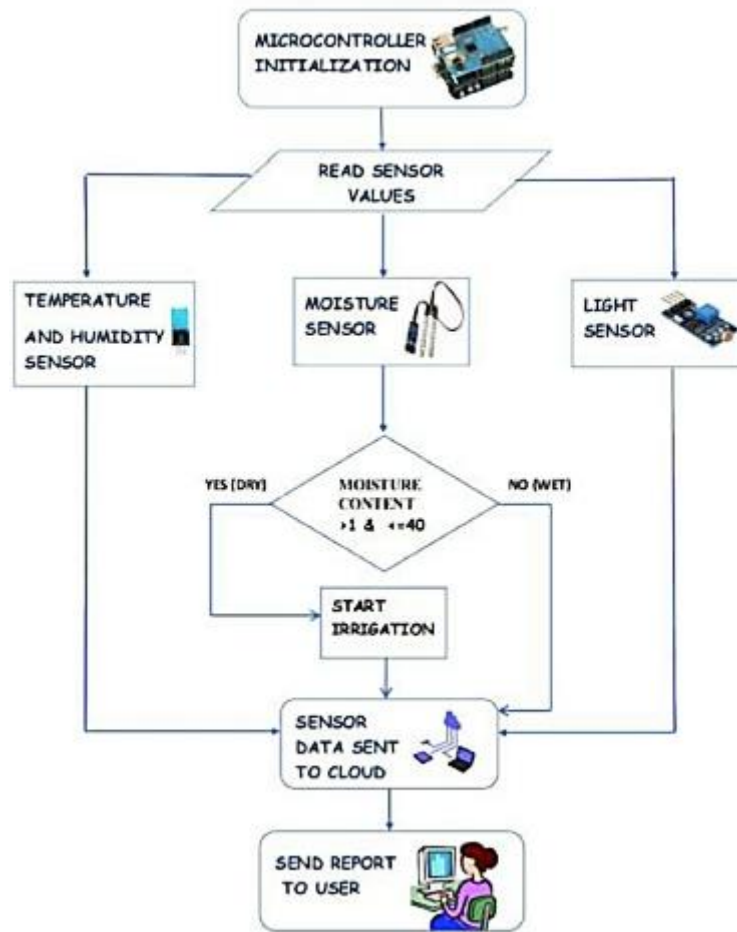 MICROCONTROLLER
INITIALIZATION
READ SENSOR
VALUES
TEMPERATURE
AND HUMIDITY
SENSOR
MOISTURE
SENSOR
LIGHT
SENSOR
YES (DRY)
MOISTURE
CONTENT
>1 & <=40
NO (WET)
START
IRRIGATION
SENSOR
DATA SENT
TO CLOUD
SEND REPORT
TO USER